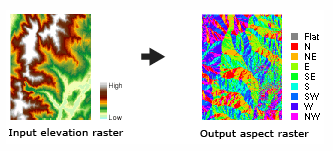 High
Low
Flat
N
NE
E
SE
S
SW
W
NW
Input elevation raster
Output aspect raster